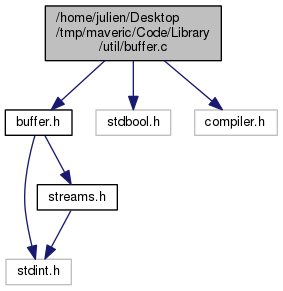 /home/julien/Desktop
/tmp/maveric/Code/Library
/util/buffer.c
buffer.h
stdbool.h
compiler.h
streams.h
stdint.h